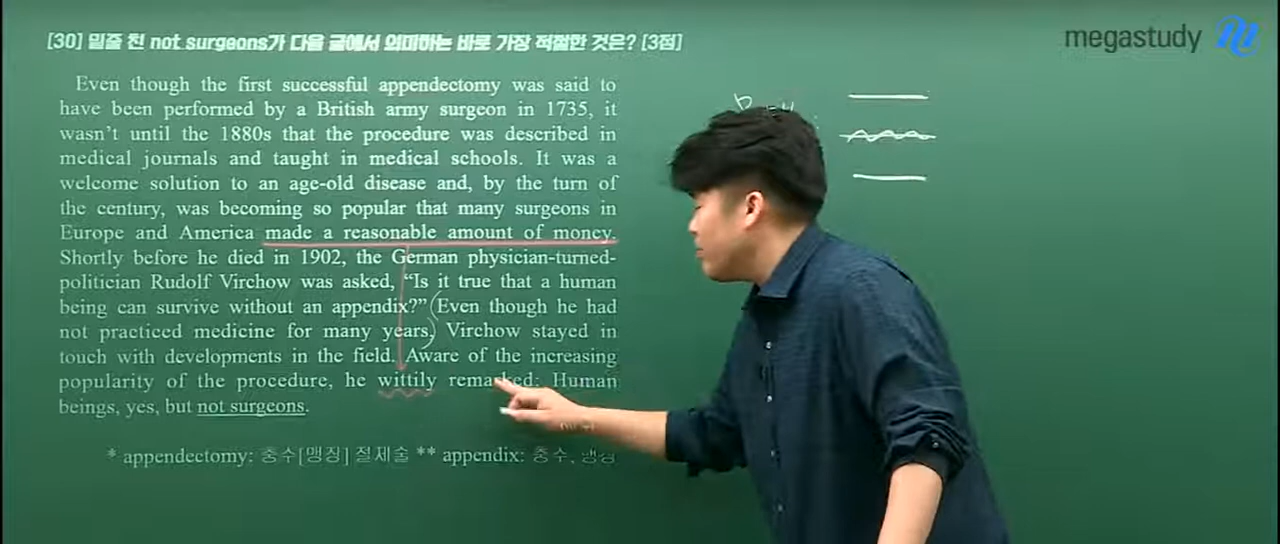 [30] 밑줄 친 not surgeons가 다음 글에서 의미하는 바로 가장 적절한 것은? [3점]
megastudy
Even though the first successful appendectomy was said to
have been performed by a British army surgeon in 1735, it
wasn't until the 1880s that the procedure was described in
medical journals and taught in medical schools. It was a
welcome solution to an age-old disease and, by the turn of
the century, was becoming so popular that many surgeons in
Europe and America made a reasonable amount of money.
Shortly before he died in 1902, the German physician-turned-
politician Rudolf Virchow was asked, "Is it true that a human
being can survive without an appendix?" (Even though he had
not practiced medicine for many years,) Virchow stayed in
touch with developments in the field. Aware of the increasing
popularity of the procedure, he wittily remarked: Human
beings, yes, but not surgeons.
* appendectomy: 충수[맹장] 절제술 ** appendix: 충수, 맹장